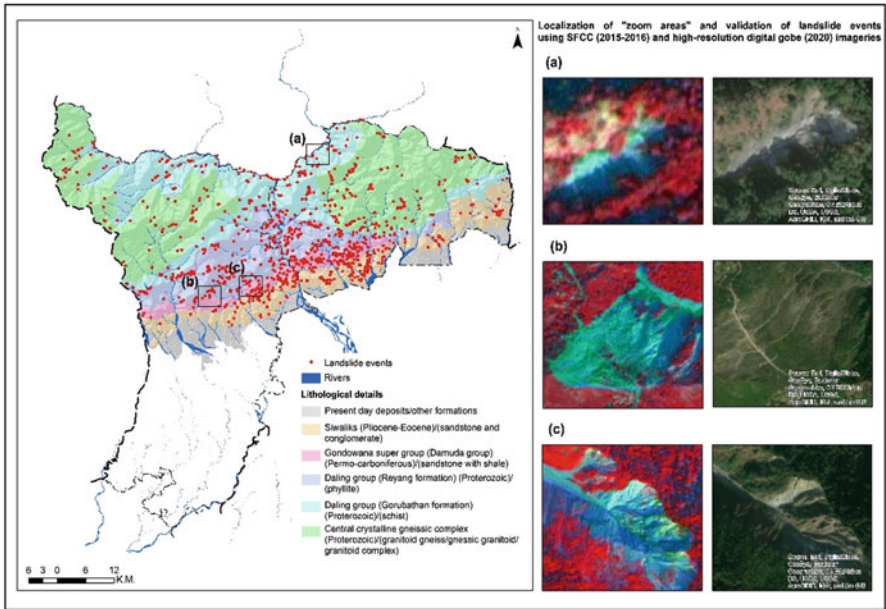 Localization of "zoom areas" and validation of landslide events
using SFCC (2015-2016) and high-resolution digital gobe (2020) imageries
(a)
(b)
(c)
Landslide events
Rivers
Lithological details
Present day deposits/other formations
Siwaliks (Pliocene-Eocene)/(sandstone and
conglomerate)
Gondowana super group (Damuda group)
(Permo-carboniferous)/(sandstone with shale)
Daling group (Reyang formation) (Proterozoic)/
(phyllite)
Daling group (Gorubathan formation)
(Proterozoic)/(schist)
Central crystalline gneissic complex
(Proterozoic)/(granitoid gneiss/gnessic granitoid/
granitoid complex)
6 3 0 6 12
K.M.
(a)
(b)
(c)